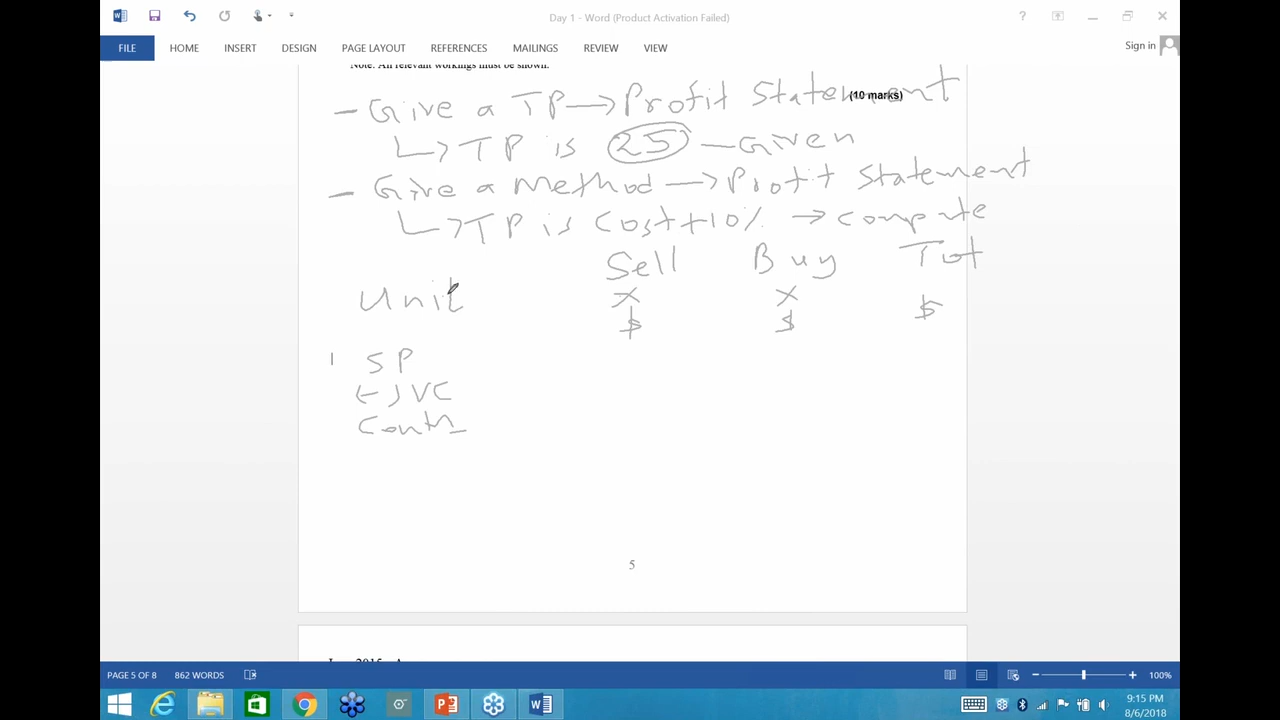 Day 1 - Word (Product Activation Failed)
FILE HOME INSERT DESIGN PAGE LAYOUT REFERENCES MAILINGS REVIEW VIEW Sign in
Note: All relevant workings must be shown.
(10 marks)
- Give a TP → Profit Statement
↳ TP is 25 - Given
- Give a Method → Profit Statement
↳ TP is Cost+10% → Compute
Sell Buy Tot
Unit X X $
$ $
1 SP
(-) VC
Contn
5
PAGE 5 OF 8 862 WORDS 100%
9:15 PM
8/6/2018